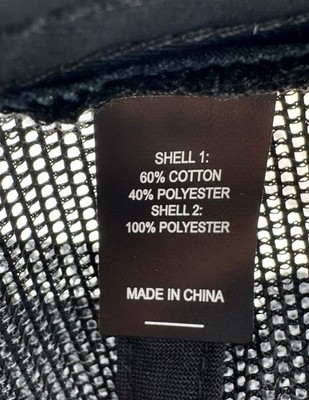 SHELL 1:
60% COTTON
40% POLYESTER
SHELL 2:
100% POLYESTER
MADE IN CHINA